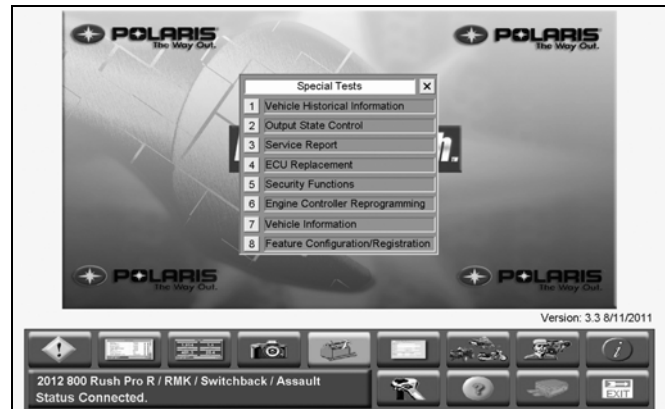 POLARIS
The Way Out.
POLARIS
The Way Out.
Special Tests
1 Vehicle Historical Information
2 Output State Control
3 Service Report
4 ECU Replacement
5 Security Functions
6 Engine Controller Reprogramming
7 Vehicle Information
8 Feature Configuration/Registration
POLARIS
The Way Out.
POLARIS
The Way Out.
Version: 3.3 8/11/2011
2012 800 Rush Pro R / RMK / Switchback / Assault
Status Connected.
EXIT